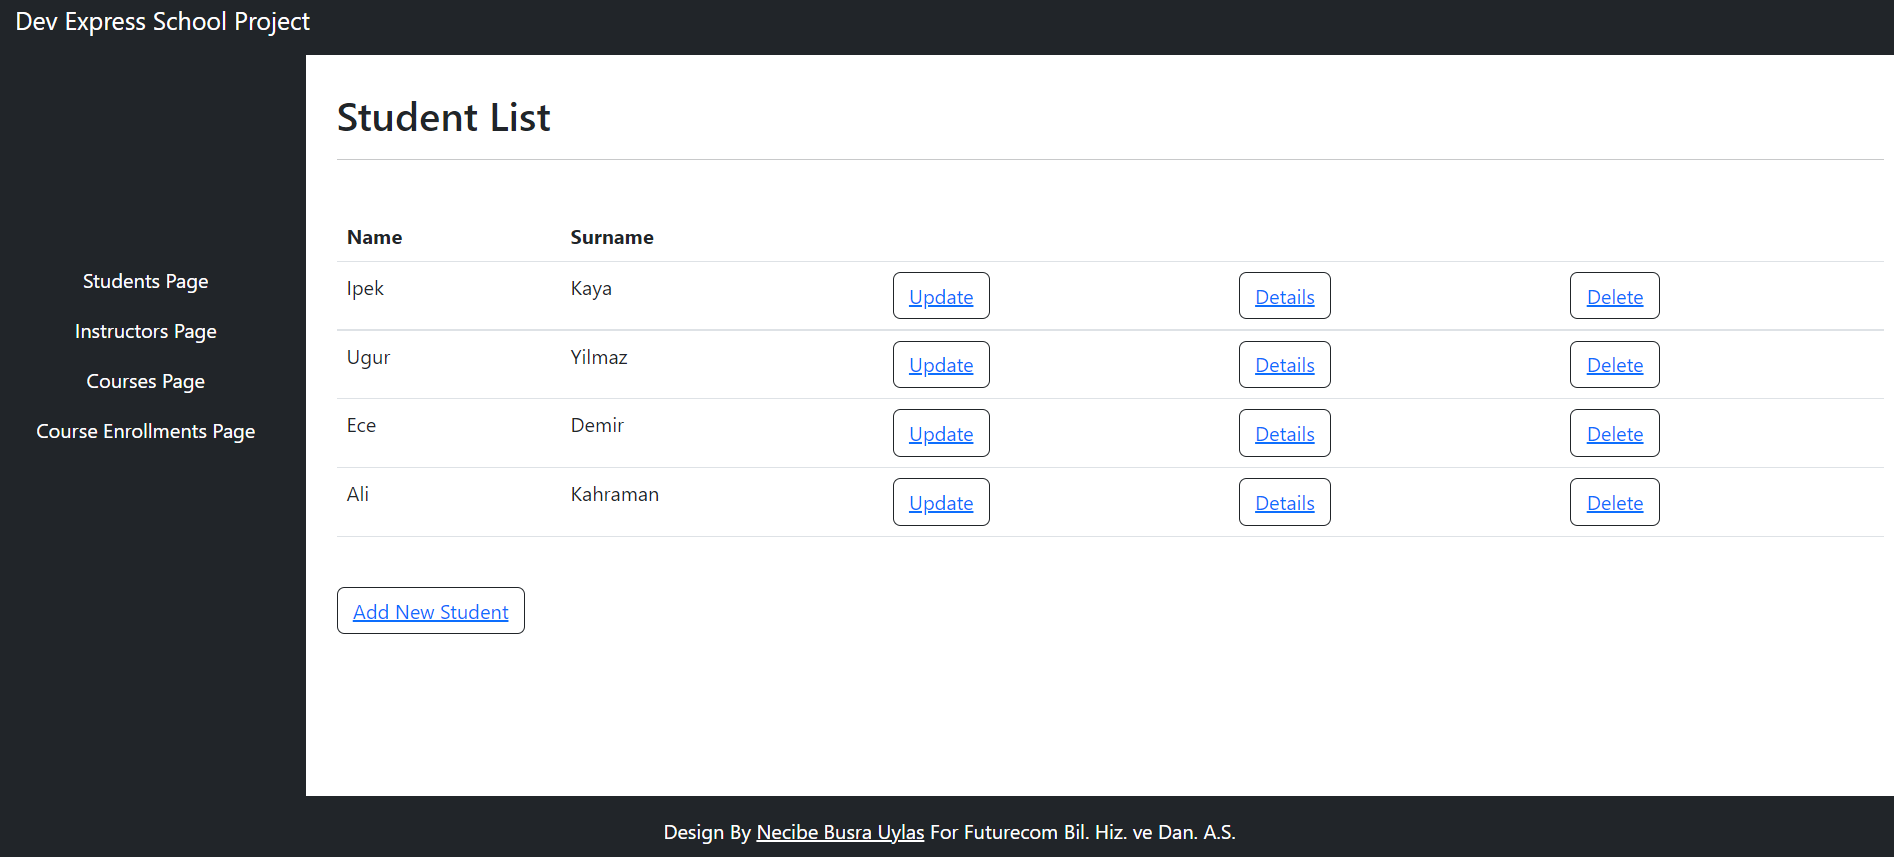 Dev Express School Project
Student List
Name Surname
Students Page
Ipek Kaya Update Details Delete
Instructors Page
Ugur Yilmaz Update Details Delete
Courses Page
Ece Demir Update Details Delete
Course Enrollments Page
Ali Kahraman Update Details Delete
Add New Student
Design By Necibe Busra Uylas For Futurecom Bil. Hiz. ve Dan. A.S.